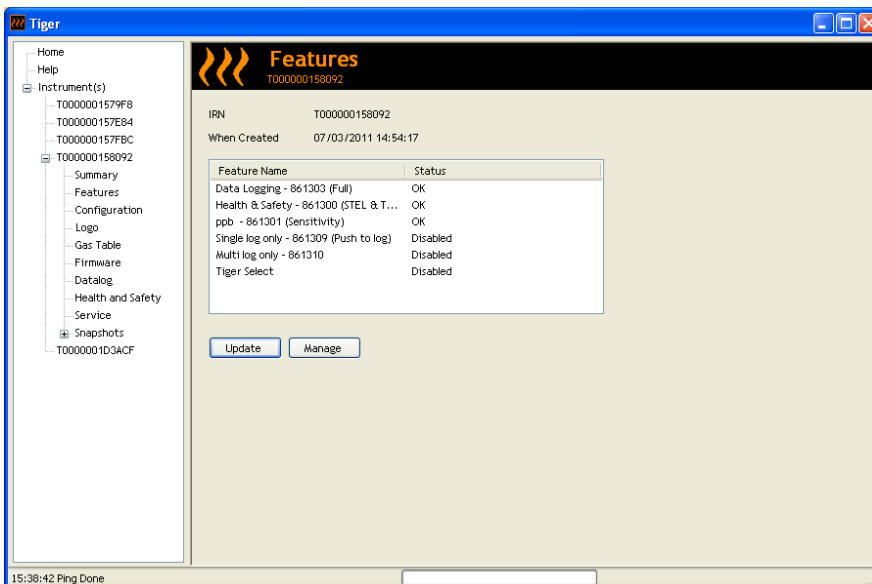 Tiger
Home
Help
Instrument(s)
T0000001579F8
T000000157E84
T000000157FBC
T000000158092
Summary
Features
Configuration
Logo
Gas Table
Firmware
Datalog
Health and Safety
Service
Snapshots
T0000001D3ACF
Features
T000000158092
IRN T000000158092
When Created 07/03/2011 14:54:17
Feature Name Status
Data Logging - 861303 (Full) OK
Health & Safety - 861300 (STEL & T... OK
ppb - 861301 (Sensitivity) OK
Single log only - 861309 (Push to log) Disabled
Multi log only - 861310 Disabled
Tiger Select Disabled
Update Manage
15:38:42 Ping Done